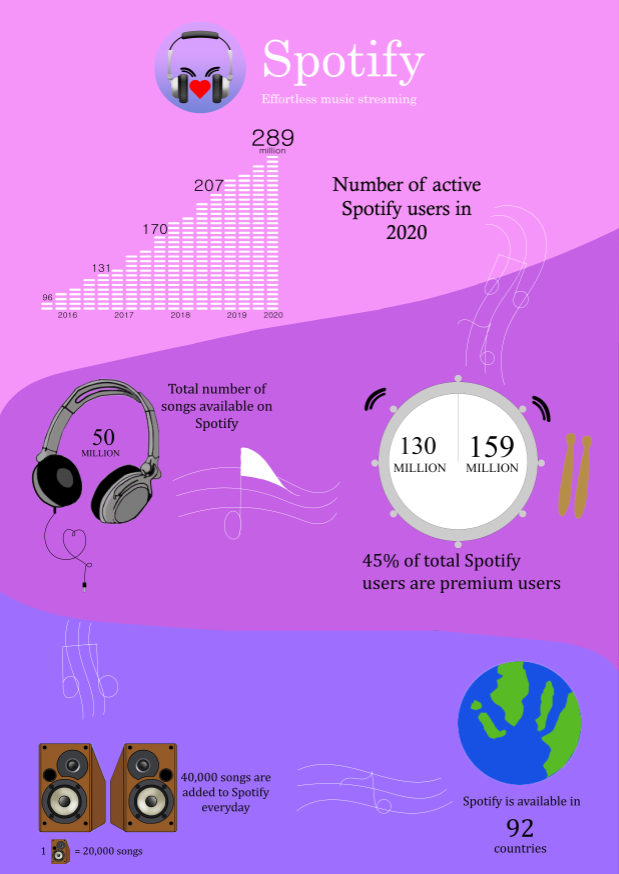 Spotify
Effortless music streaming
289
million
207
170
131
96
2016 2017 2018 2019 2020
Number of active
Spotify users in
2020
Total number of
songs available on
Spotify
50
MILLION
130
MILLION
159
MILLION
45% of total Spotify
users are premium users
40,000 songs are
added to Spotify
everyday
1 = 20,000 songs
Spotify is available in
92
countries